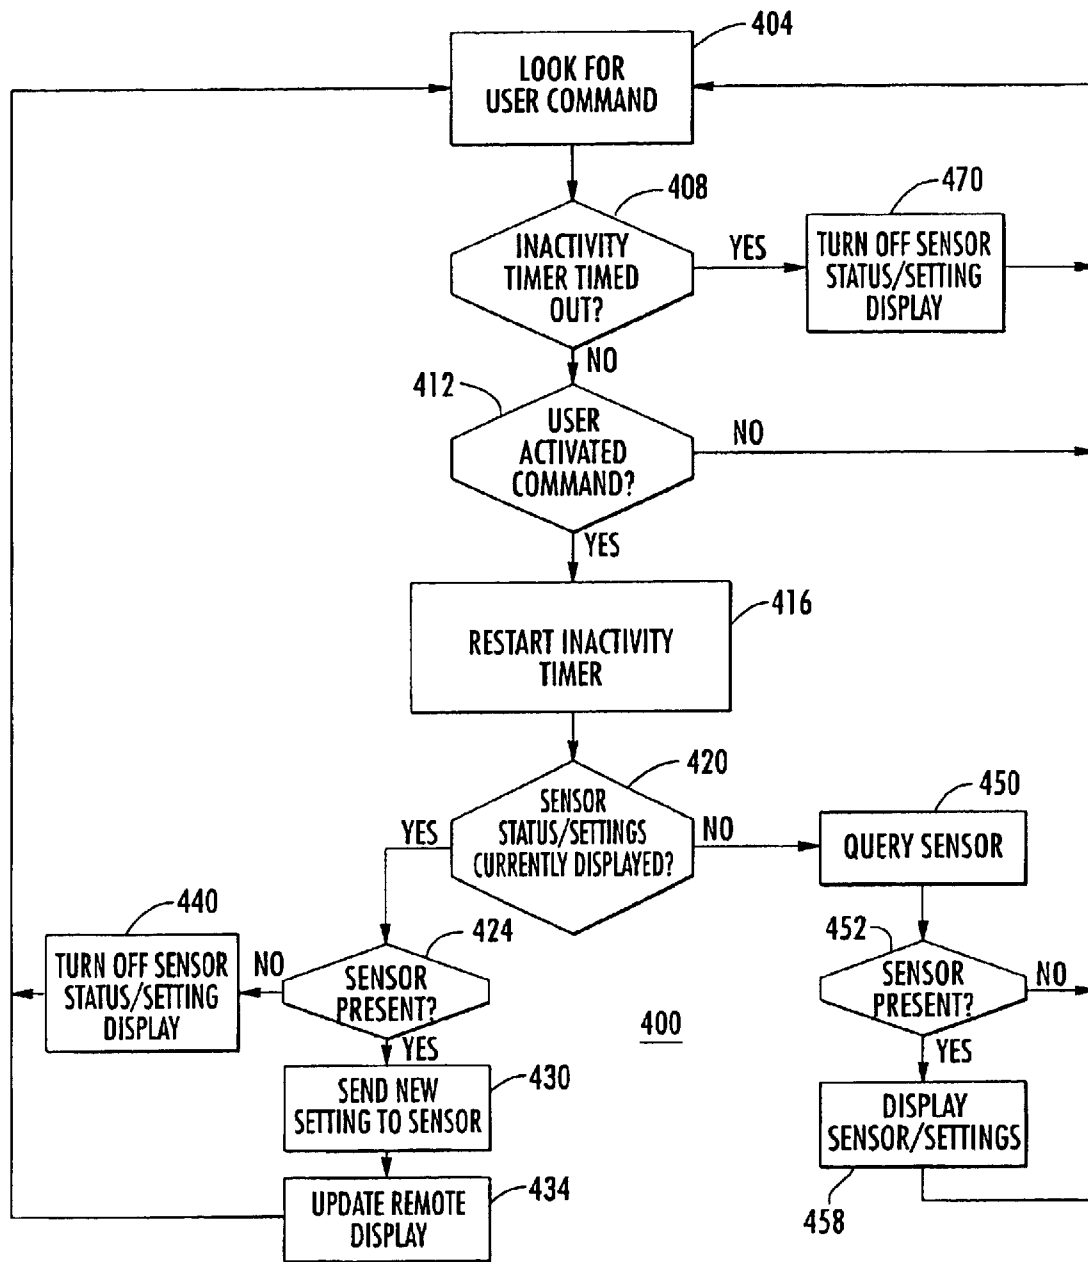 404
LOOK FOR
USER COMMAND
408
INACTIVITY
TIMER TIMED
OUT?
YES
470
TURN OFF SENSOR
STATUS/SETTING
DISPLAY
NO
412
USER
ACTIVATED
COMMAND?
NO
YES
416
RESTART INACTIVITY
TIMER
420
SENSOR
STATUS/SETTINGS
CURRENTLY DISPLAYED?
YES
NO
450
QUERY SENSOR
440
TURN OFF SENSOR
STATUS/SETTING
DISPLAY
NO
424
SENSOR
PRESENT?
YES
400
452
SENSOR
PRESENT?
NO
YES
430
SEND NEW
SETTING TO SENSOR
DISPLAY
SENSOR/SETTINGS
458
434
UPDATE REMOTE
DISPLAY